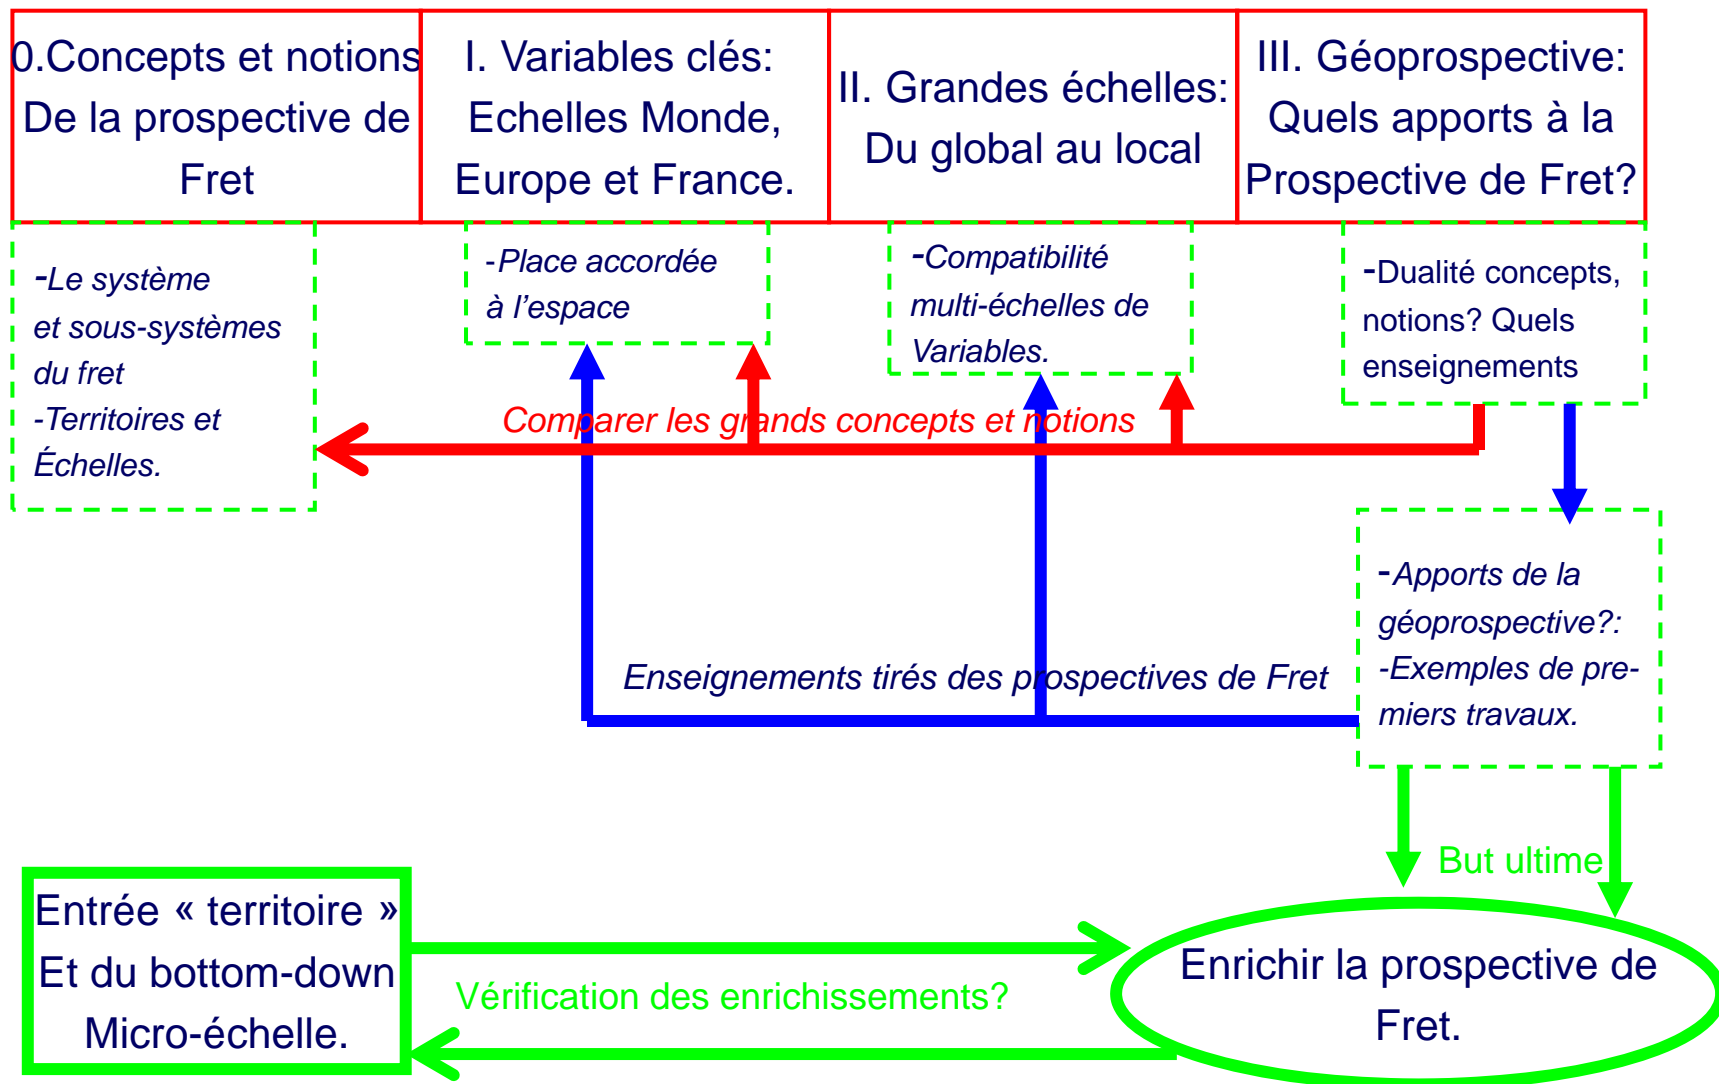 0.Concepts et notions
De la prospective de
Fret
I. Variables clés:
Echelles Monde,
Europe et France.
II. Grandes échelles:
Du global au local
III. Géoprospective:
Quels apports à la
Prospective de Fret?
-Le système
et sous-systèmes
du fret
-Territoires et
Échelles.
-Place accordée
à l’espace
-Compatibilité
multi-échelles de
Variables.
-Dualité concepts,
notions? Quels
enseignements
Comparer les grands concepts et notions
-Apports de la
géoprospective?:
-Exemples de pre-
miers travaux.
Enseignements tirés des prospectives de Fret
But ultime
Entrée « territoire »
Et du bottom-down
Micro-échelle.
Vérification des enrichissements?
Enrichir la prospective de
Fret.